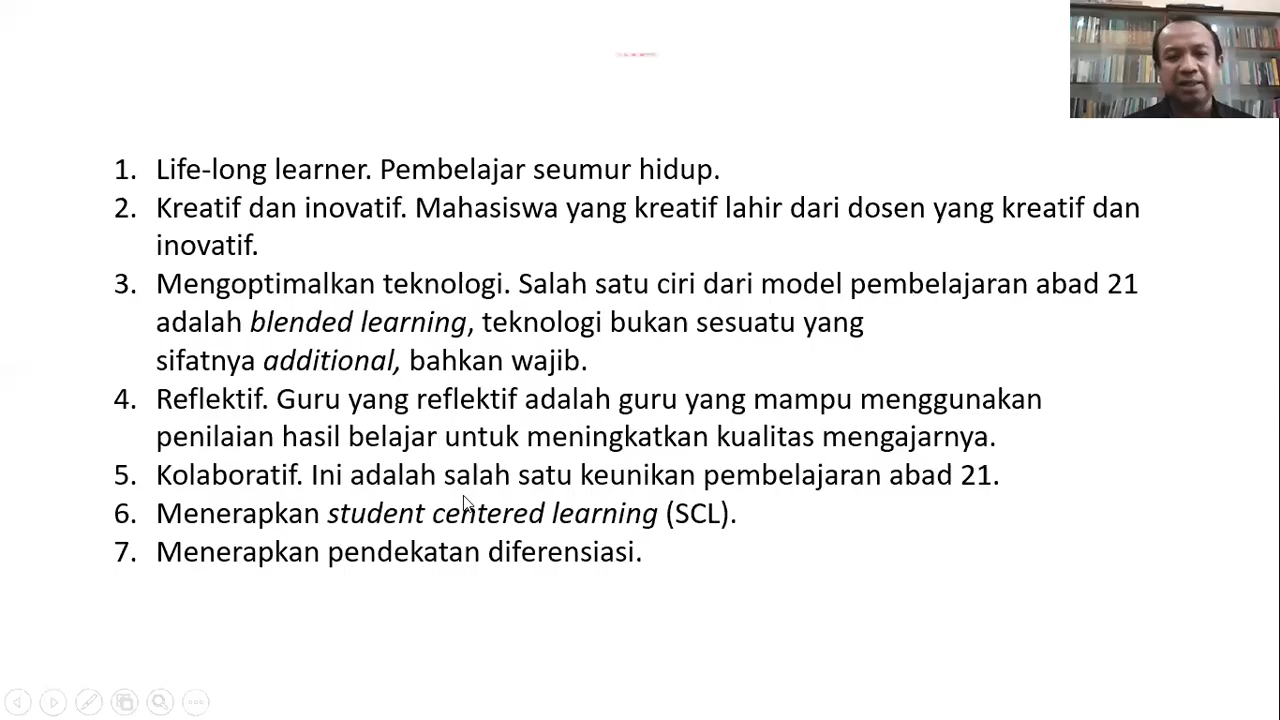 1. Life-long learner. Pembelajar seumur hidup.
2. Kreatif dan inovatif. Mahasiswa yang kreatif lahir dari dosen yang kreatif dan
inovatif.
3. Mengoptimalkan teknologi. Salah satu ciri dari model pembelajaran abad 21
adalah blended learning, teknologi bukan sesuatu yang
sifatnya additional, bahkan wajib.
4. Reflektif. Guru yang reflektif adalah guru yang mampu menggunakan
penilaian hasil belajar untuk meningkatkan kualitas mengajarnya.
5. Kolaboratif. Ini adalah salah satu keunikan pembelajaran abad 21.
6. Menerapkan student centered learning (SCL).
7. Menerapkan pendekatan diferensiasi.